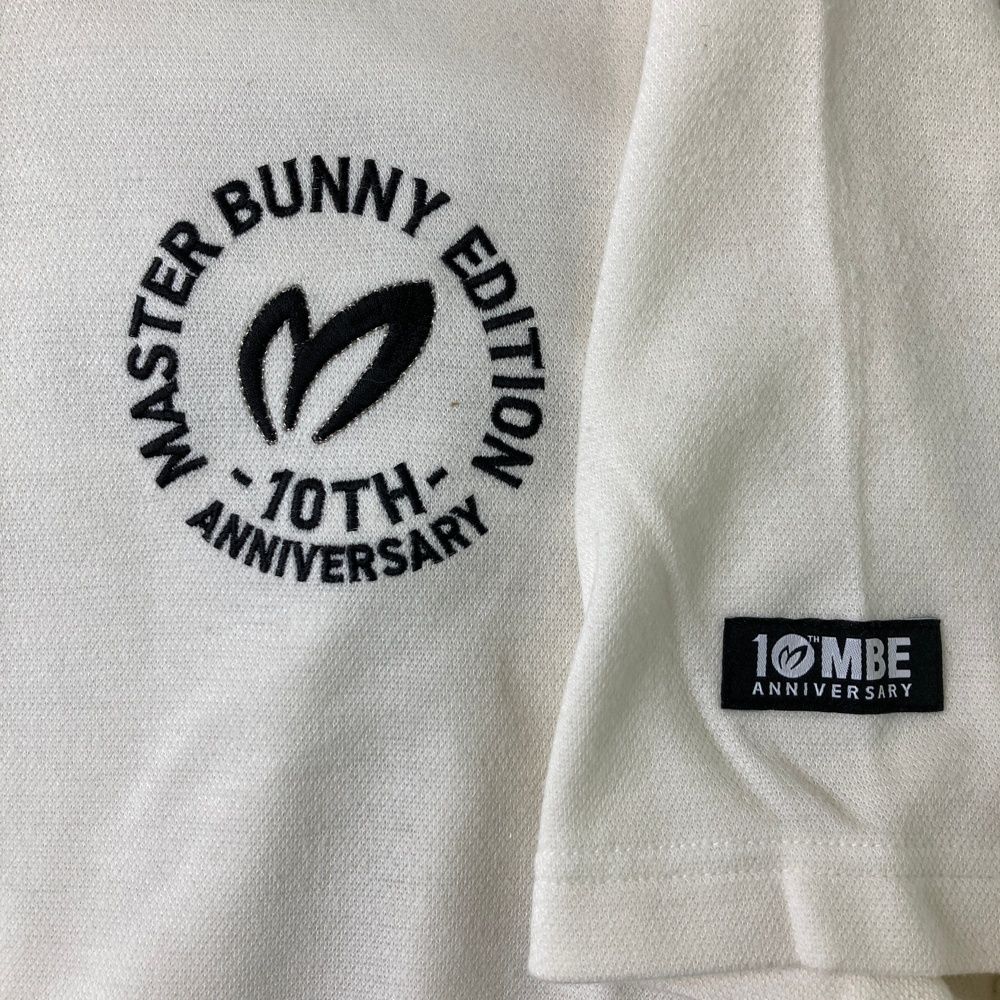 MASTER BUNNY EDITION
-10TH-
ANNIVERSARY
10TH MBE
ANNIVERSARY